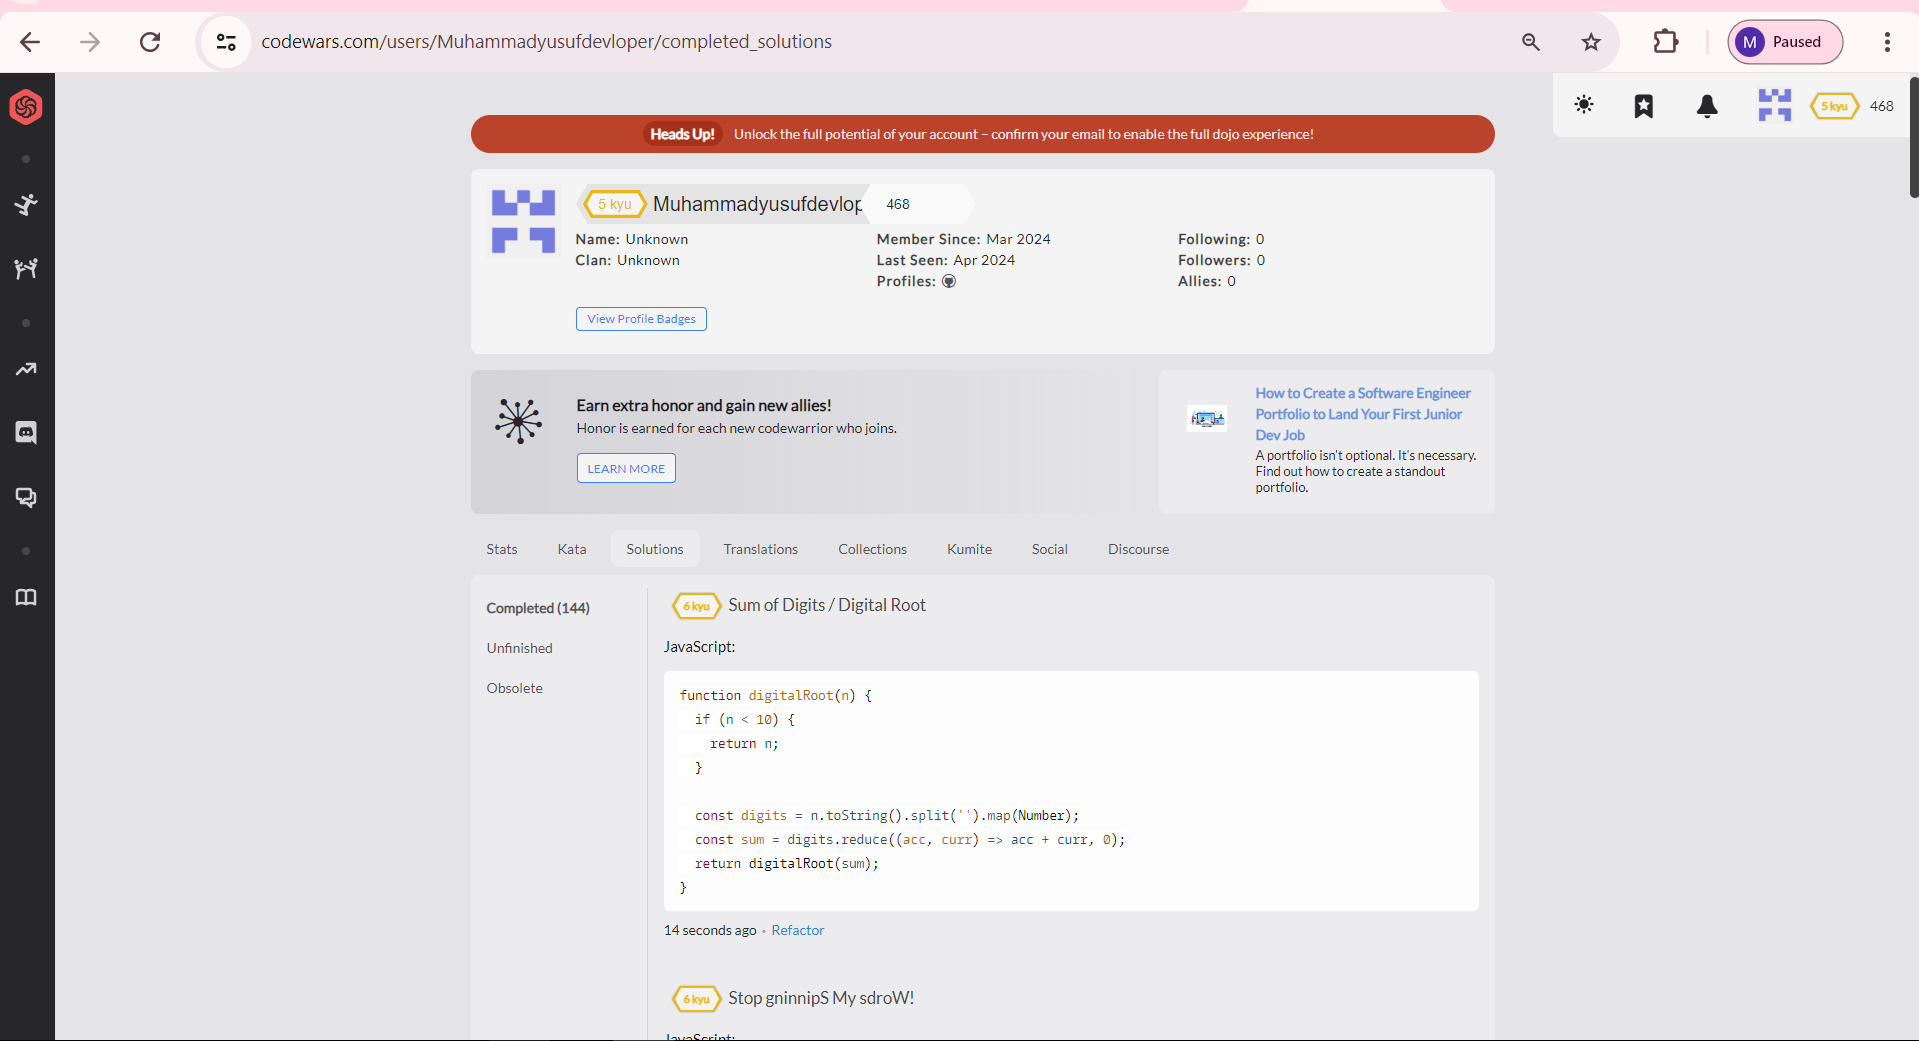 codewars.com/users/Muhammadyusufdevloper/completed_solutions
M Paused
5 kyu 468
Heads Up! Unlock the full potential of your account – confirm your email to enable the full dojo experience!
5 kyu Muhammadyusufdevlop 468
Name: Unknown
Clan: Unknown
Member Since: Mar 2024
Last Seen: Apr 2024
Profiles:
Following: 0
Followers: 0
Allies: 0
View Profile Badges
Earn extra honor and gain new allies!
Honor is earned for each new codewarrior who joins.
LEARN MORE
How to Create a Software Engineer
Portfolio to Land Your First Junior
Dev Job
A portfolio isn't optional. It's necessary.
Find out how to create a standout
portfolio.
Stats Kata Solutions Translations Collections Kumite Social Discourse
Completed (144)
Unfinished
Obsolete
6 kyu Sum of Digits / Digital Root
JavaScript:
function digitalRoot(n) {
  if (n < 10) {
    return n;
  }
  const digits = n.toString().split('').map(Number);
  const sum = digits.reduce((acc, curr) => acc + curr, 0);
  return digitalRoot(sum);
}
14 seconds ago • Refactor
6 kyu Stop gninnipS My sdroW!
JavaScript: